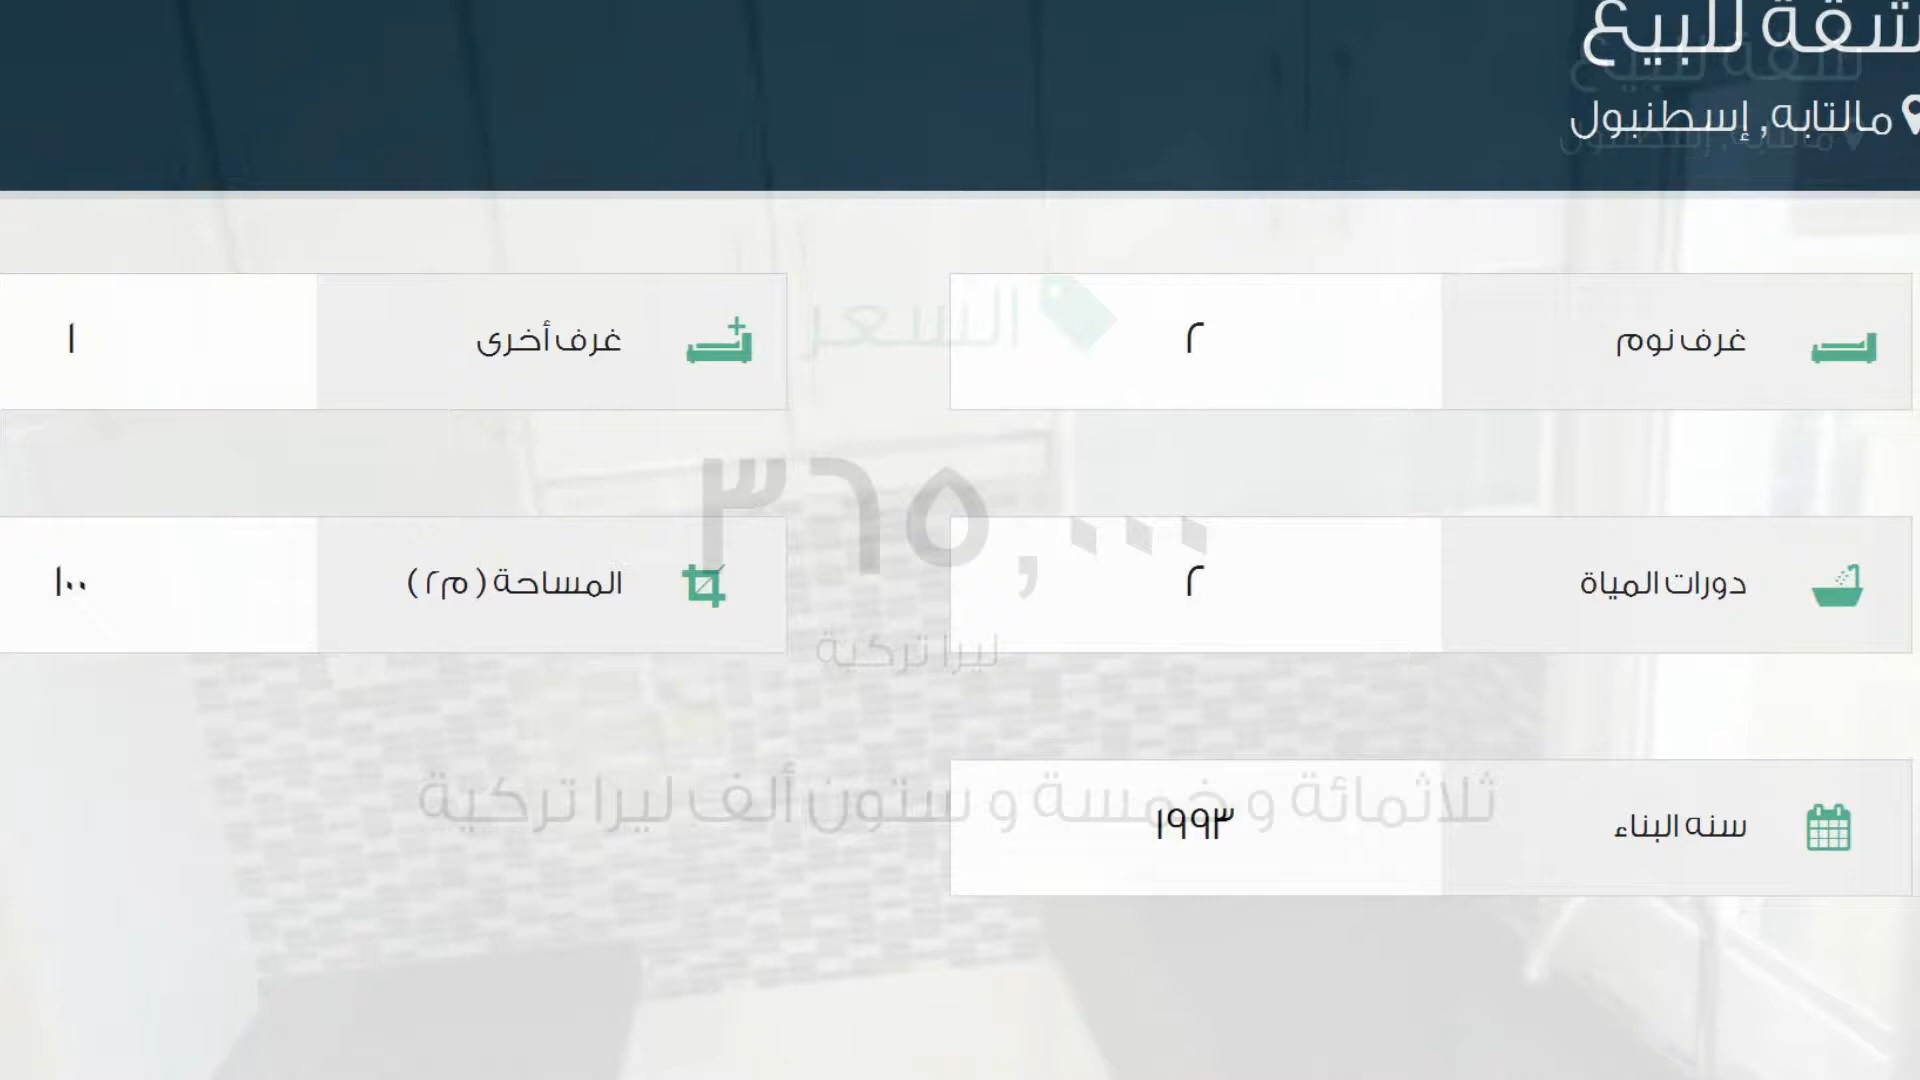 شقة للبيع
مالتابه, إسطنبول
غرف نوم ٢
غرف أخرى ١
السعر
٣٦٥,٠٠٠
دورات المياة ٢
المساحة ( م٢ ) ١٠٠
ليرا تركية
ثلاثمائة و خمسة و ستون ألف ليرا تركية
سنه البناء ١٩٩٣